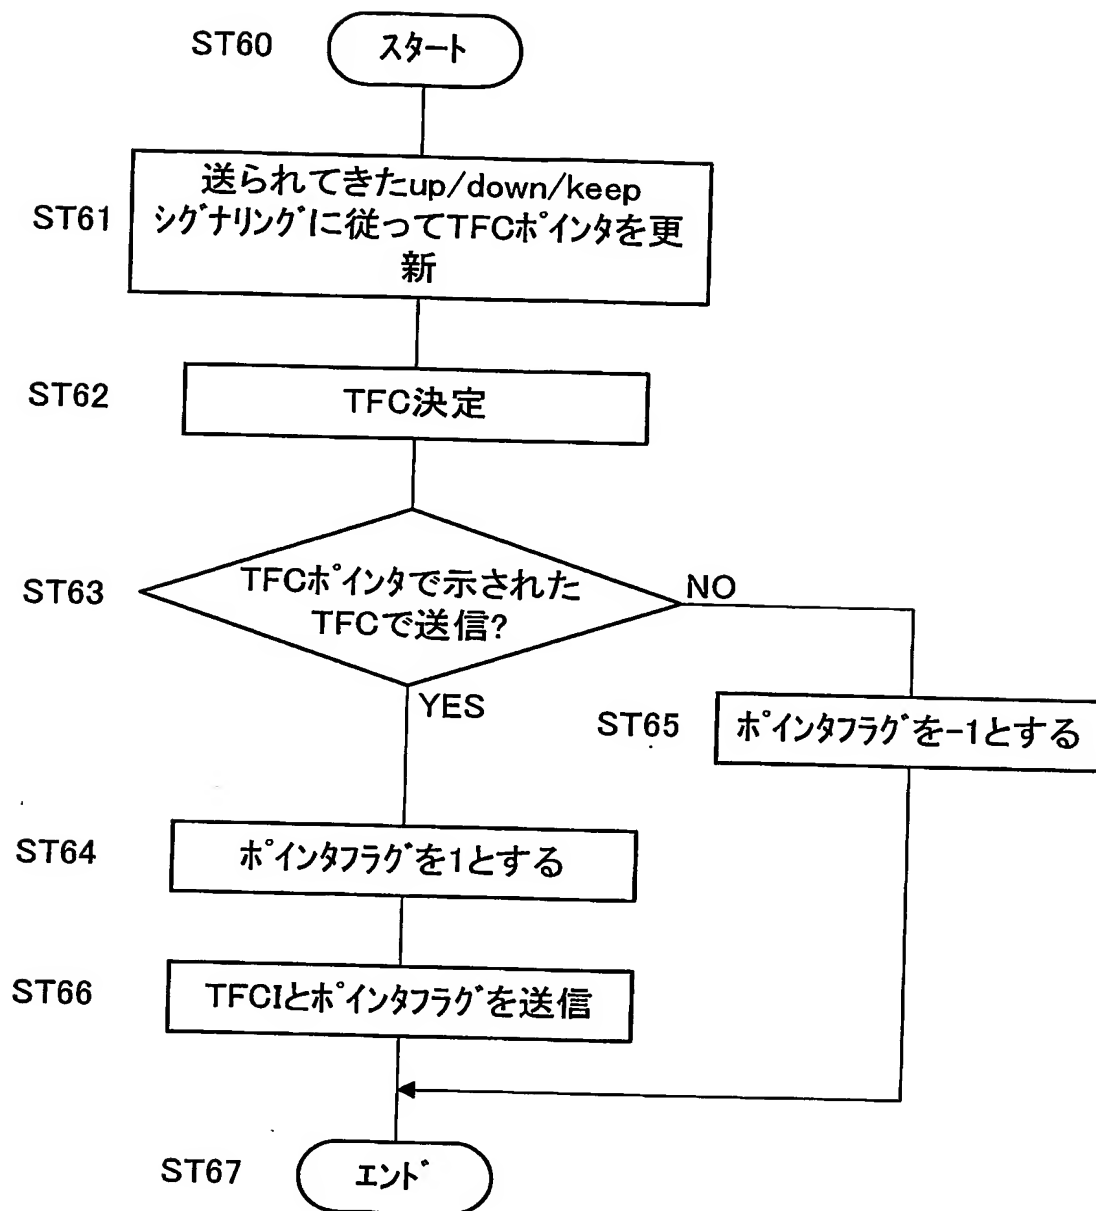 ST60
スタート
ST61
送られてきたup/down/keep
シグナリングに従ってTFCポインタを更
新
ST62
TFC決定
ST63
TFCポインタで示された
TFCで送信?
NO
YES
ST65
ポインタフラグを-1とする
ST64
ポインタフラグを1とする
ST66
TFCIとポインタフラグを送信
ST67
エンド